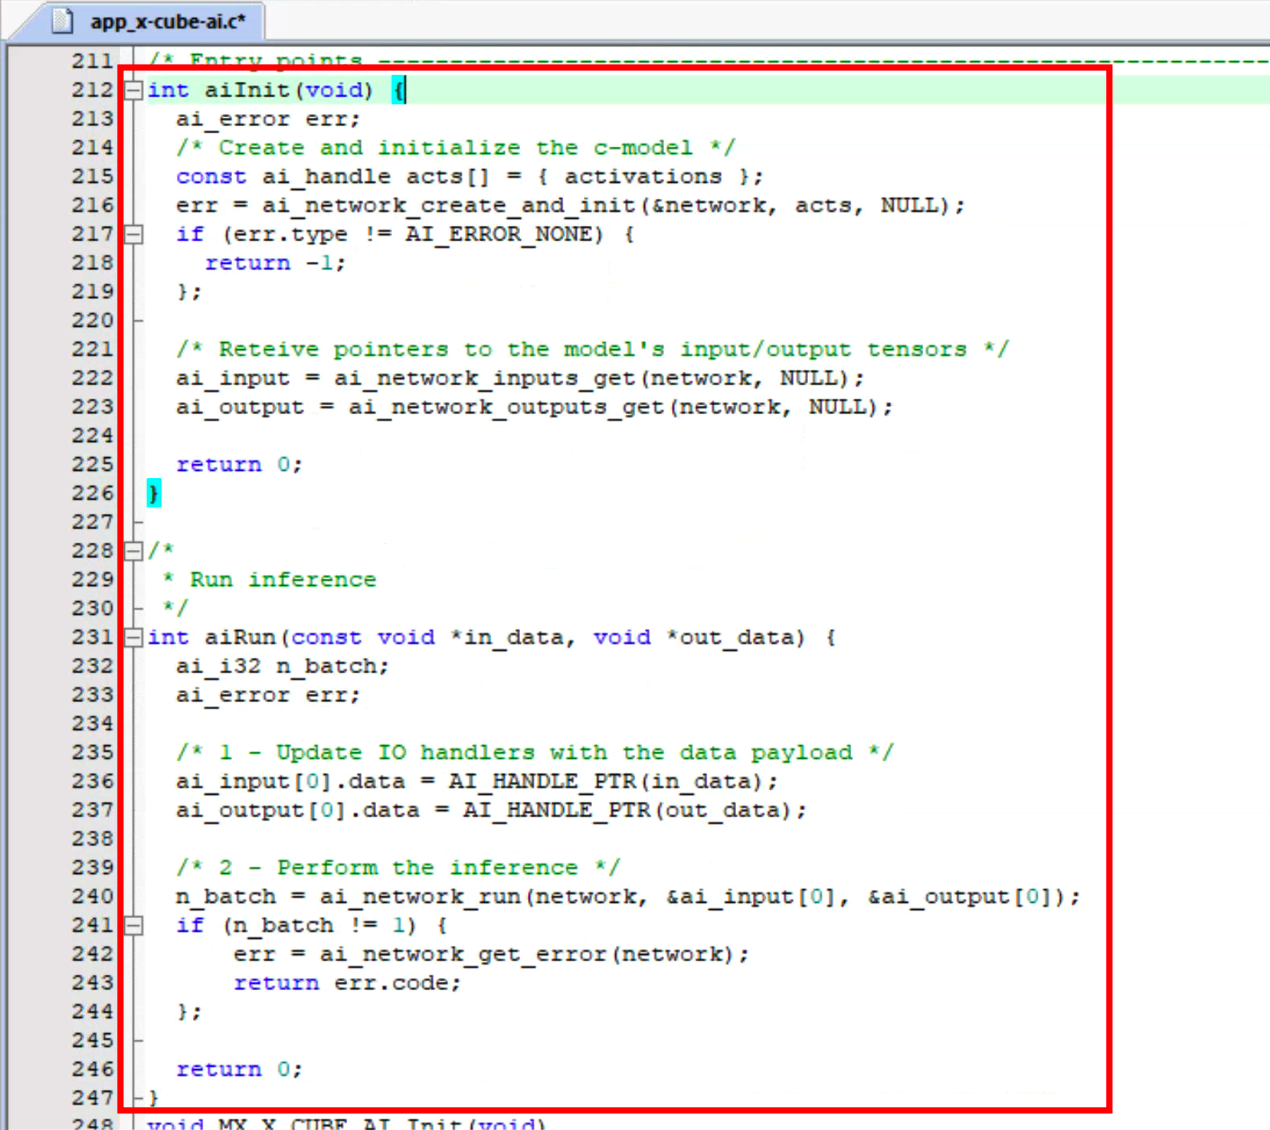 app_x-cube-ai.c*
211 /* Entry points ------------------------------------------------------------
212 int aiInit(void) {
213   ai_error err;
214   /* Create and initialize the c-model */
215   const ai_handle acts[] = { activations };
216   err = ai_network_create_and_init(&network, acts, NULL);
217   if (err.type != AI_ERROR_NONE) {
218     return -1;
219   };
220
221   /* Reteive pointers to the model's input/output tensors */
222   ai_input = ai_network_inputs_get(network, NULL);
223   ai_output = ai_network_outputs_get(network, NULL);
224
225   return 0;
226 }
227
228 /*
229  * Run inference
230  */
231 int aiRun(const void *in_data, void *out_data) {
232   ai_i32 n_batch;
233   ai_error err;
234
235   /* 1 - Update IO handlers with the data payload */
236   ai_input[0].data = AI_HANDLE_PTR(in_data);
237   ai_output[0].data = AI_HANDLE_PTR(out_data);
238
239   /* 2 - Perform the inference */
240   n_batch = ai_network_run(network, &ai_input[0], &ai_output[0]);
241   if (n_batch != 1) {
242       err = ai_network_get_error(network);
243       return err.code;
244   };
245
246   return 0;
247 }
248 void MX_X_CUBE_AI_Init(void)